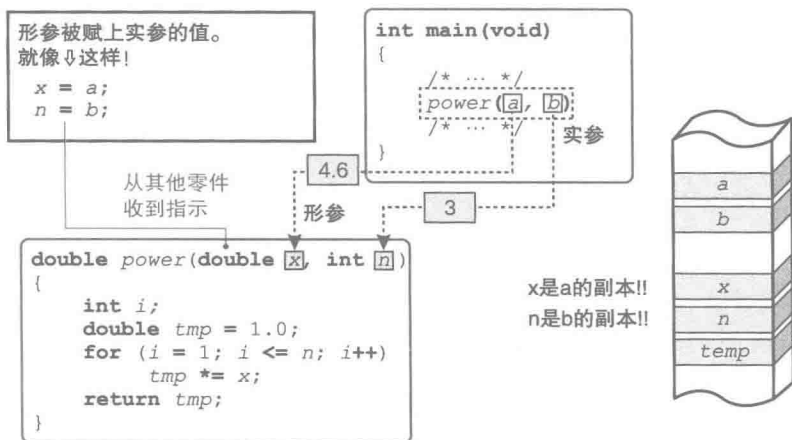 形参被赋上实参的值。
就像⇩这样!
x = a;
n = b;
int main(void)
{
/* … */
power(a, b)
/* … */
}
实参
4.6
3
形参
从其他零件
收到指示
double power(double x, int n)
{
int i;
double tmp = 1.0;
for (i = 1; i <= n; i++)
tmp *= x;
return tmp;
}
x是a的副本!!
n是b的副本!!
a
b
x
n
temp